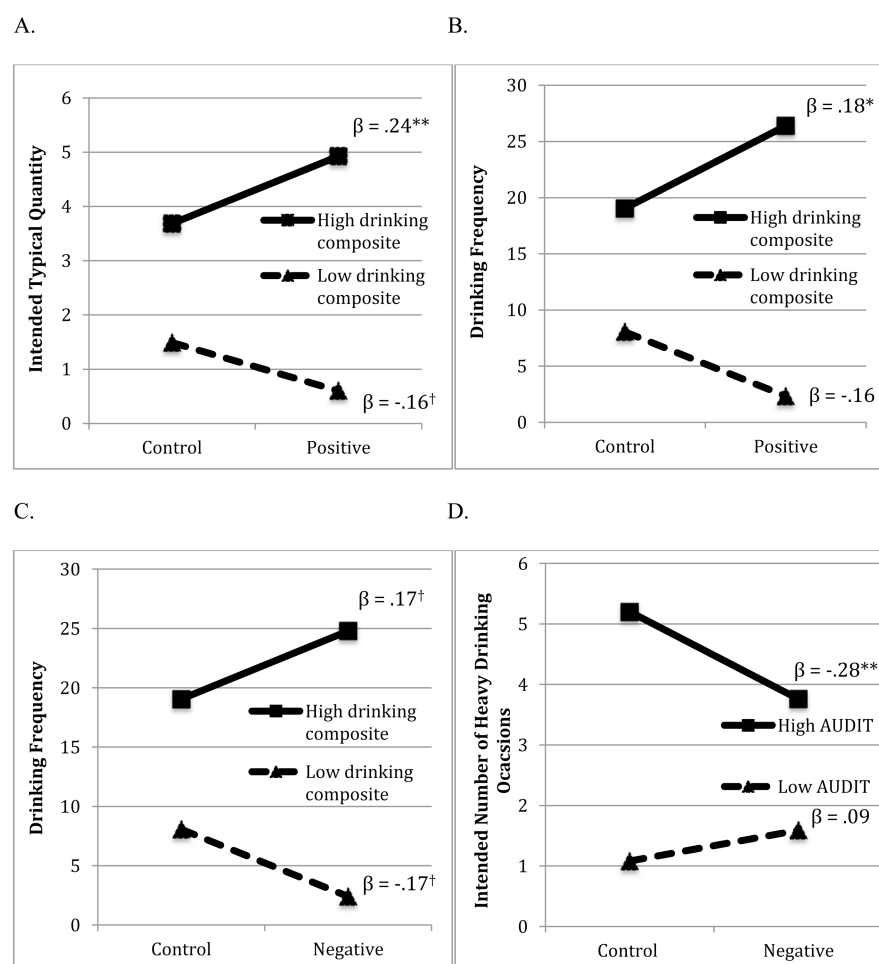 A.
6
5
4
3
2
1
0
Intended Typical Quantity
β = .24**
High drinking
composite
Low drinking
composite
β = -.16†
Control
Positive
B.
30
25
20
15
10
5
0
Drinking Frequency
β = .18*
High drinking
composite
Low drinking
composite
β = -.16
Control
Positive
C.
30
25
20
15
10
5
0
Drinking Frequency
β = .17†
High drinking
composite
Low drinking
composite
β = -.17†
Control
Negative
D.
6
5
4
3
2
1
0
Intended Number of Heavy Drinking
Ocacsions
β = -.28**
High AUDIT
Low AUDIT
β = .09
Control
Negative